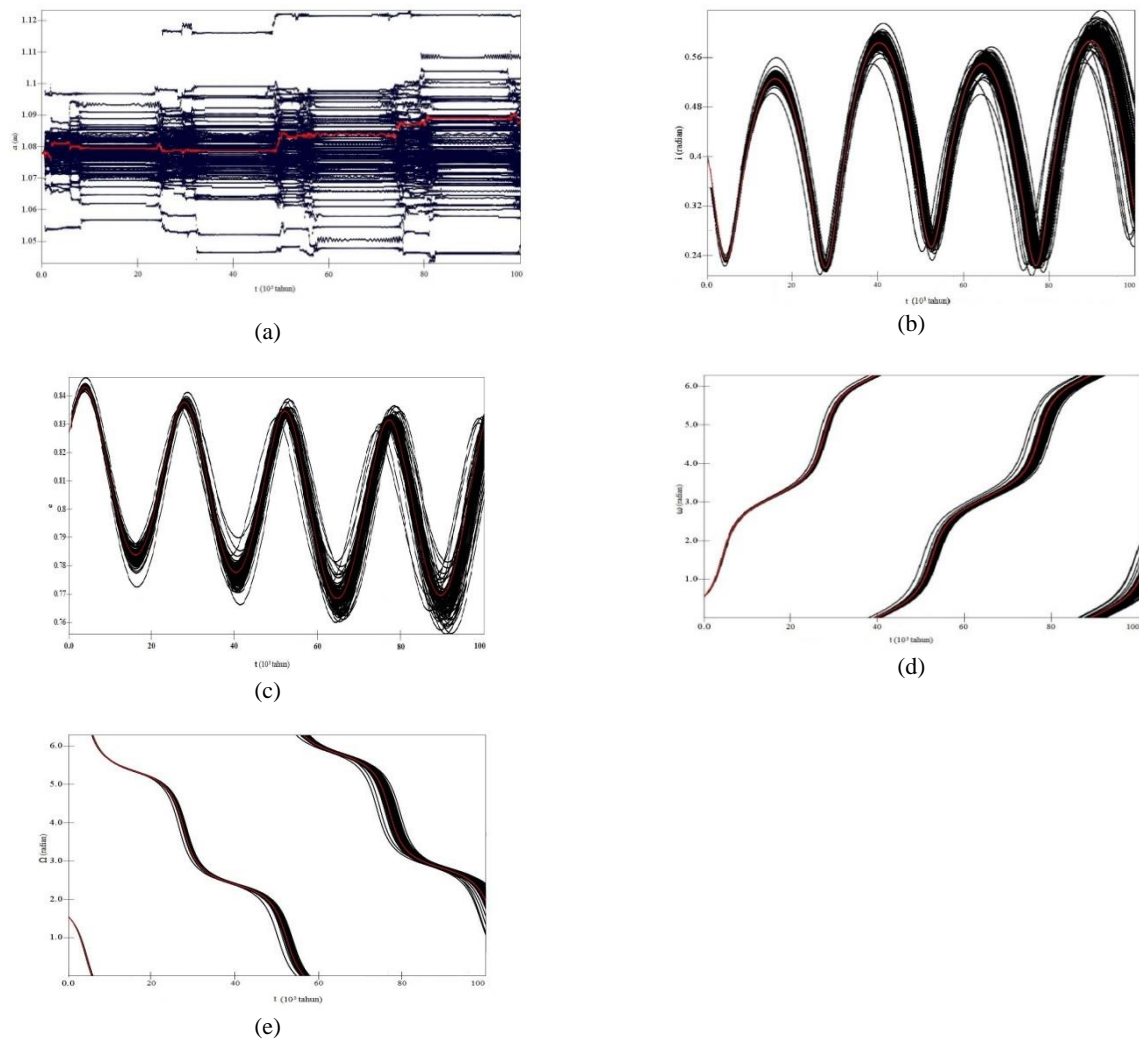 1.12
1.11
1.10
1.09
1.08
1.07
1.06
1.05
a (au)
0.0 20 40 60 80 100
t (10³ tahun)
(a)
0.56
0.48
0.4
0.32
0.24
i (radian)
0.0 20 40 60 80 100
t (10³ tahun)
(b)
0.84
0.83
0.82
0.81
0.8
0.79
0.78
0.77
0.76
e
0.0 20 40 60 80 100
t (10³ tahun)
(c)
6.0
5.0
4.0
3.0
2.0
1.0
ω (radian)
0.0 20 40 60 80 100
t (10³ tahun)
(d)
6.0
5.0
4.0
3.0
2.0
1.0
Ω (radian)
0.0 20 40 60 80 100
t (10³ tahun)
(e)